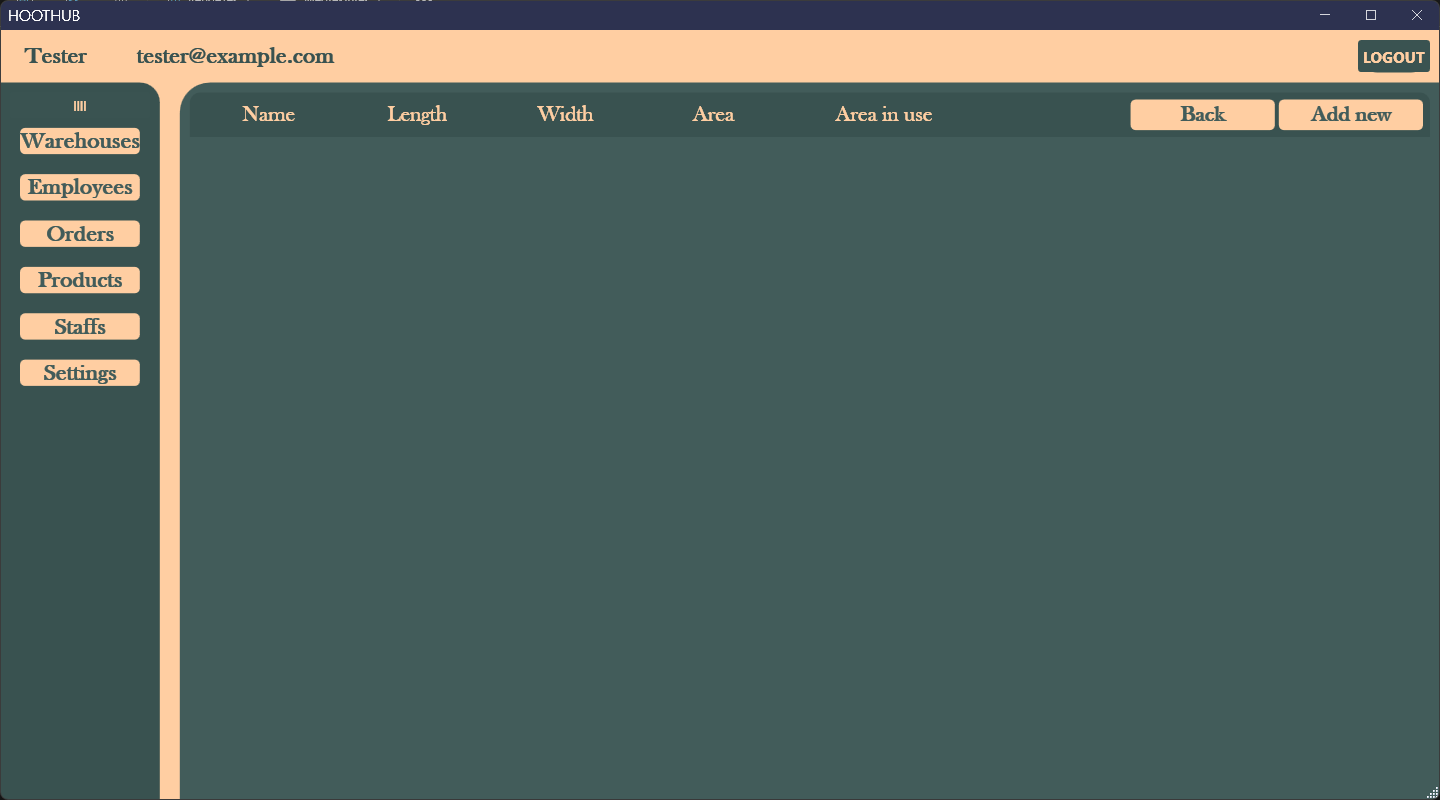 HOOTHUB
Tester tester@example.com LOGOUT
Name Length Width Area Area in use Back Add new
Warehouses
Employees
Orders
Products
Staffs
Settings